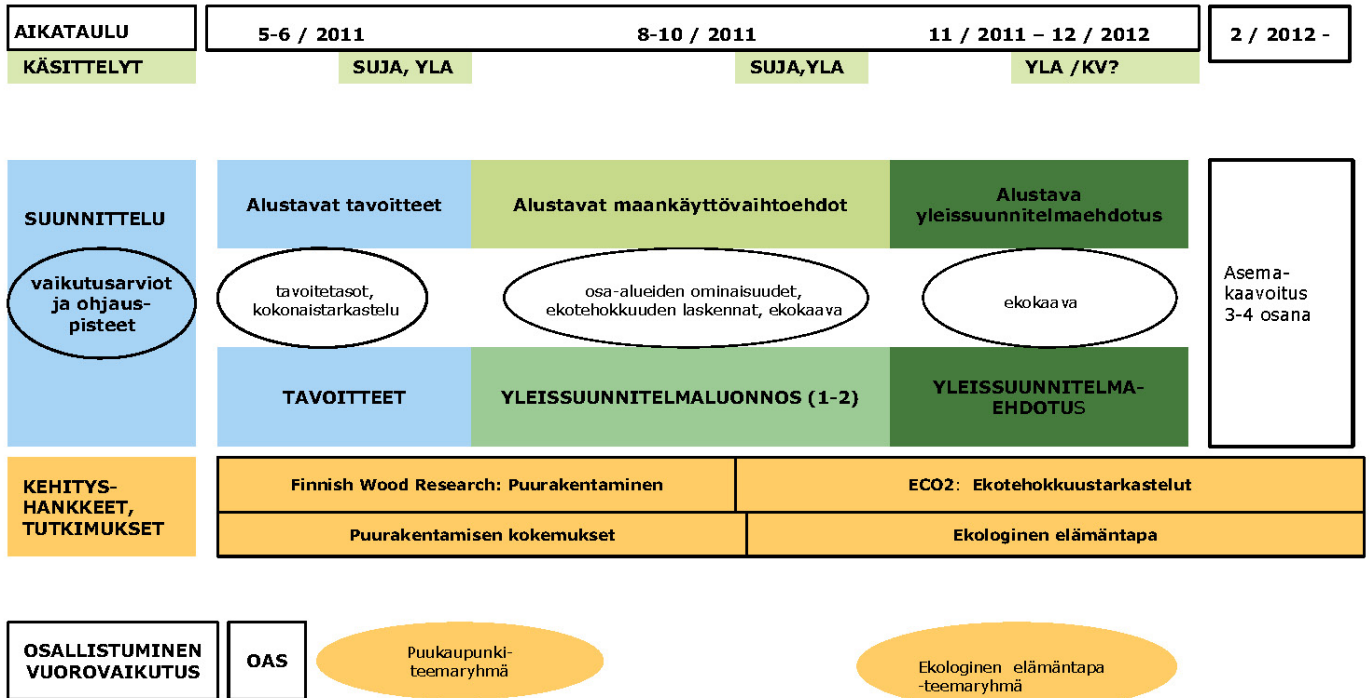 AIKATAULU
5-6 / 2011
8-10 / 2011
11 / 2011 – 12 / 2012
2 / 2012 -
KÄSITTELYT
SUJA, YLA
SUJA,YLA
YLA /KV?
SUUNNITTELU
vaikutusarviot
ja ohjaus-
pisteet
Alustavat tavoitteet
Alustavat maankäyttövaihtoehdot
Alustava
yleissuunnitelmaehdotus
tavoitetasot,
kokonaistarkastelu
osa-alueiden ominaisuudet,
ekotehokkuuden laskennat, ekokaava
ekokaava
Asema-
kaavoitus
3-4 osana
TAVOITTEET
YLEISSUUNNITELMALUONNOS (1-2)
YLEISSUUNNITELMA-
EHDOTUS
KEHITYS-
HANKKEET,
TUTKIMUKSET
Finnish Wood Research: Puurakentaminen
ECO2: Ekotehokkuustarkastelut
Puurakentamisen kokemukset
Ekologinen elämäntapa
OSALLISTUMINEN
VUOROVAIKUTUS
OAS
Puukaupunki-
teemaryhmä
Ekologinen elämäntapa
-teemaryhmä